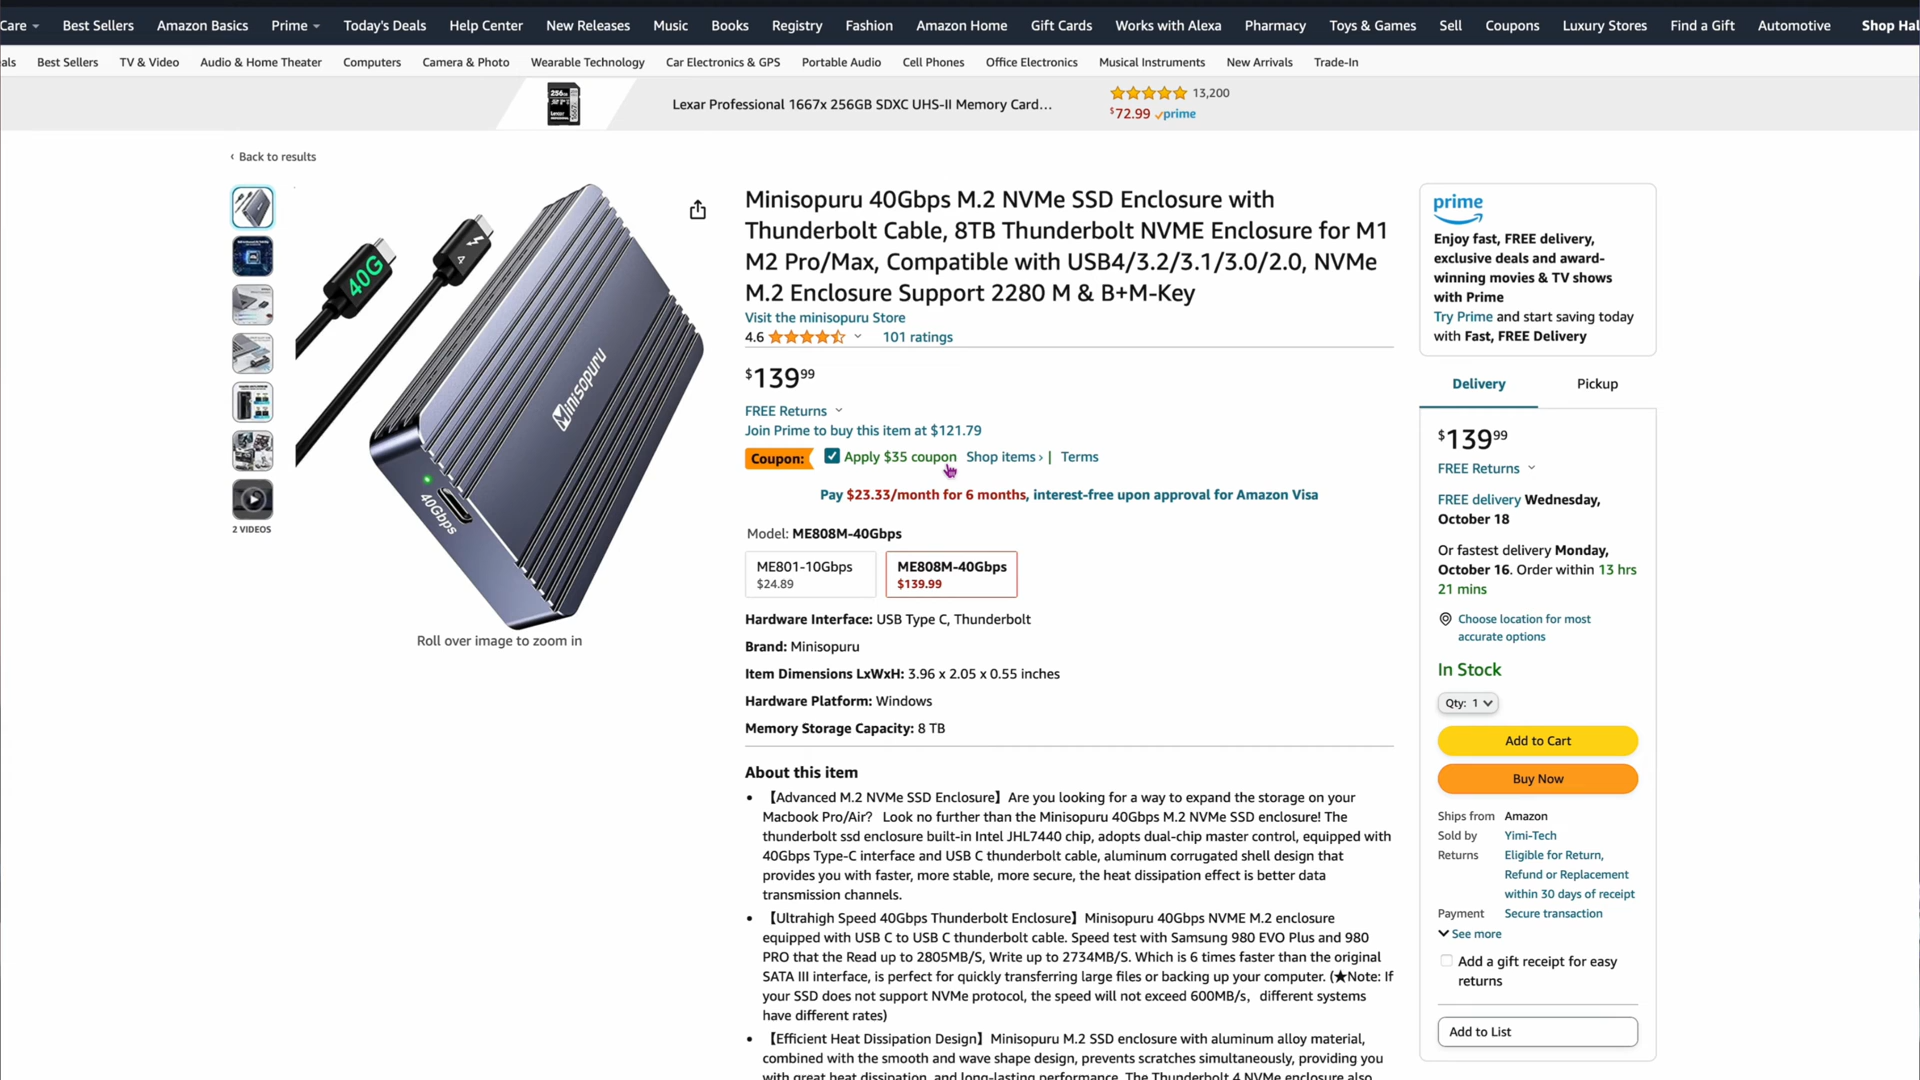 Care
Best Sellers
Amazon Basics
Prime
Today's Deals
Help Center
New Releases
Music
Books
Registry
Fashion
Amazon Home
Gift Cards
Works with Alexa
Pharmacy
Toys & Games
Sell
Coupons
Luxury Stores
Find a Gift
Automotive
Shop Hal
als
Best Sellers
TV & Video
Audio & Home Theater
Computers
Camera & Photo
Wearable Technology
Car Electronics & GPS
Portable Audio
Cell Phones
Office Electronics
Musical Instruments
New Arrivals
Trade-In
256GB
Lexar Professional 1667x 256GB SDXC UHS-II Memory Card…
13,200
$72.99 prime
‹ Back to results
2 VIDEOS
40G
4
Minisopuru
40Gbps
Roll over image to zoom in
Minisopuru 40Gbps M.2 NVMe SSD Enclosure with
Thunderbolt Cable, 8TB Thunderbolt NVME Enclosure for M1
M2 Pro/Max, Compatible with USB4/3.2/3.1/3.0/2.0, NVMe
M.2 Enclosure Support 2280 M & B+M-Key
Visit the minisopuru Store
4.6
101 ratings
$139 99
FREE Returns
Join Prime to buy this item at $121.79
Coupon: Apply $35 coupon Shop items › | Terms
Pay $23.33/month for 6 months, interest-free upon approval for Amazon Visa
Model: ME808M-40Gbps
ME801-10Gbps
$24.89
ME808M-40Gbps
$139.99
Hardware Interface: USB Type C, Thunderbolt
Brand: Minisopuru
Item Dimensions LxWxH: 3.96 x 2.05 x 0.55 inches
Hardware Platform: Windows
Memory Storage Capacity: 8 TB
About this item
• 【Advanced M.2 NVMe SSD Enclosure】Are you looking for a way to expand the storage on your
Macbook Pro/Air? Look no further than the Minisopuru 40Gbps M.2 NVMe SSD enclosure! The
thunderbolt ssd enclosure built-in Intel JHL7440 chip, adopts dual-chip master control, equipped with
40Gbps Type-C interface and USB C thunderbolt cable, aluminum corrugated shell design that
provides you with faster, more stable, more secure, the heat dissipation effect is better data
transmission channels.
• 【Ultrahigh Speed 40Gbps Thunderbolt Enclosure】Minisopuru 40Gbps NVME M.2 enclosure
equipped with USB C to USB C thunderbolt cable. Speed test with Samsung 980 EVO Plus and 980
PRO that the Read up to 2805MB/S, Write up to 2734MB/S. Which is 6 times faster than the original
SATA III interface, is perfect for quickly transferring large files or backing up your computer. (★Note: If
your SSD does not support NVMe protocol, the speed will not exceed 600MB/s, different systems
have different rates)
• 【Efficient Heat Dissipation Design】Minisopuru M.2 SSD enclosure with aluminum alloy material,
combined with the smooth and wave shape design, prevents scratches simultaneously, providing you
with great heat dissipation, and long-lasting performance. The Thunderbolt 4 NVMe enclosure also
prime
Enjoy fast, FREE delivery,
exclusive deals and award-
winning movies & TV shows
with Prime
Try Prime and start saving today
with Fast, FREE Delivery
Delivery
Pickup
$139 99
FREE Returns
FREE delivery Wednesday,
October 18
Or fastest delivery Monday,
October 16. Order within 13 hrs
21 mins
Choose location for most
accurate options
In Stock
Qty: 1
Add to Cart
Buy Now
Ships from Amazon
Sold by Yimi-Tech
Returns Eligible for Return,
Refund or Replacement
within 30 days of receipt
Payment Secure transaction
See more
Add a gift receipt for easy
returns
Add to List